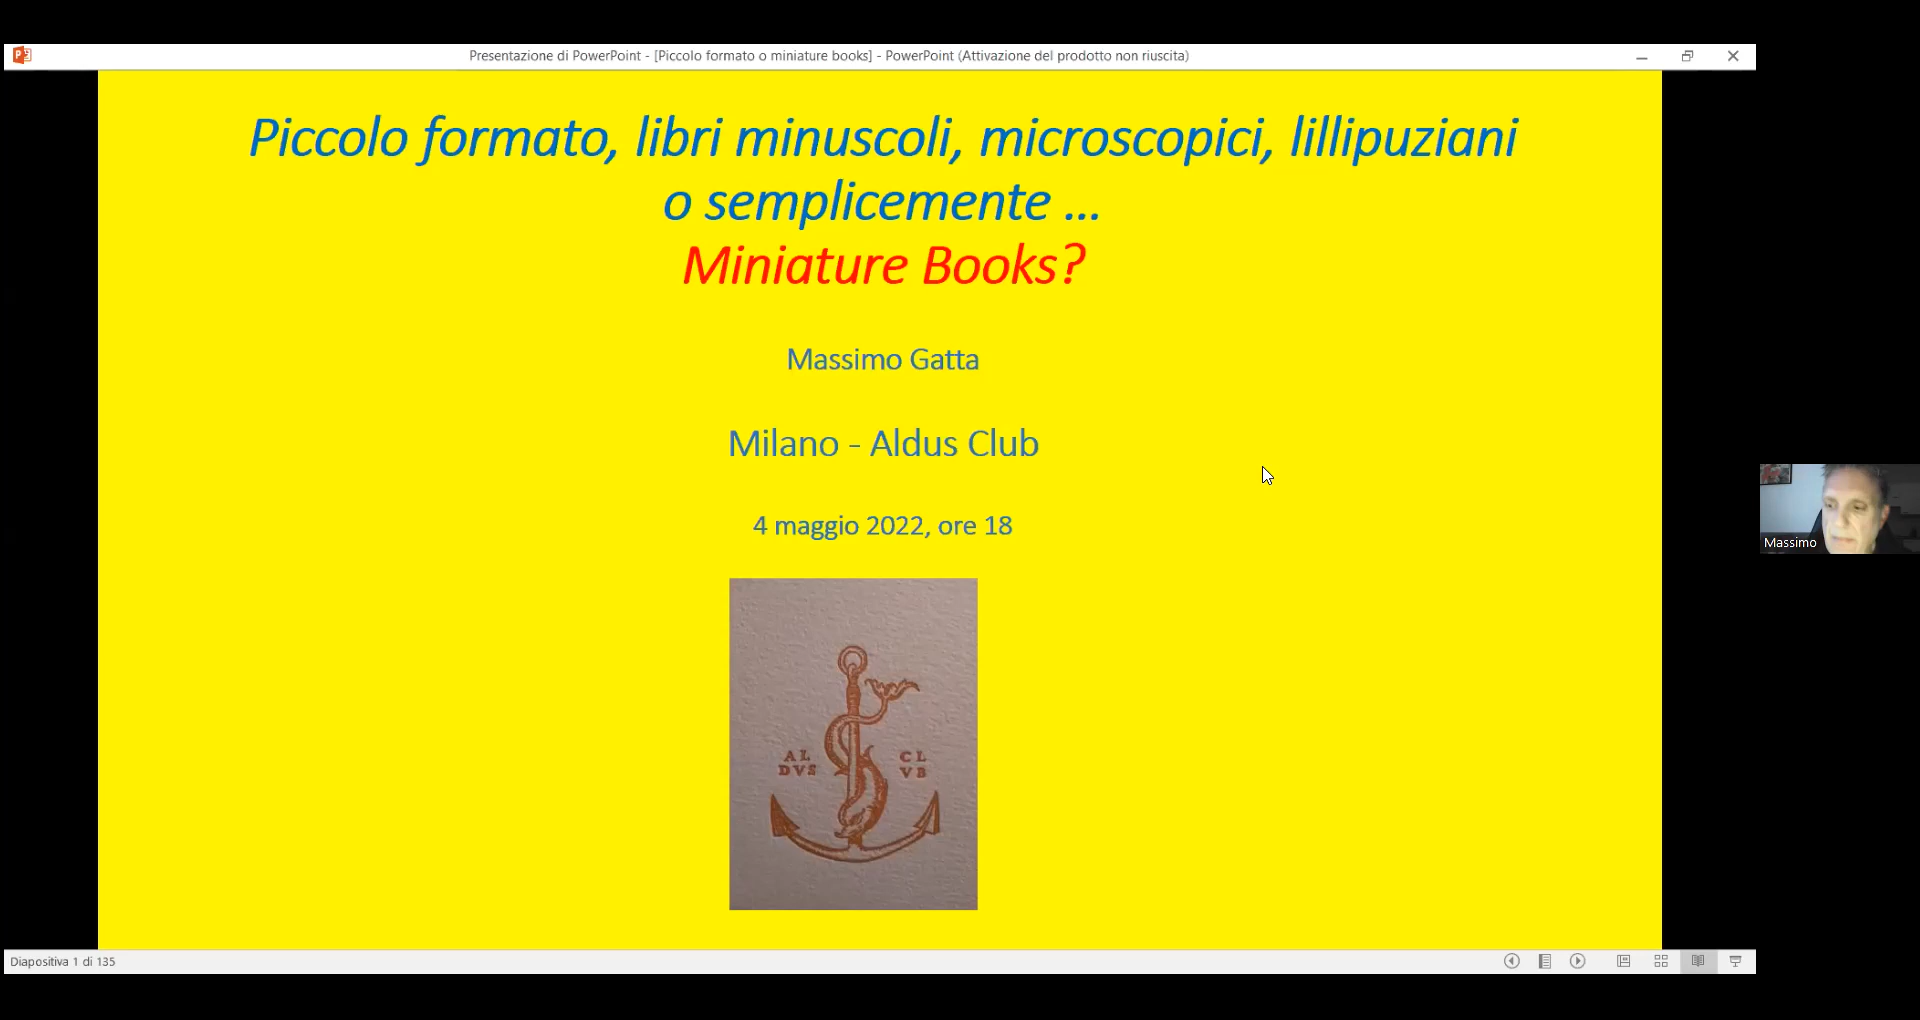 Presentazione di PowerPoint - [Piccolo formato o miniature books] - PowerPoint (Attivazione del prodotto non riuscita)
Piccolo formato, libri minuscoli, microscopici, lillipuziani
o semplicemente ...
Miniature Books?
Massimo Gatta
Milano - Aldus Club
4 maggio 2022, ore 18
AL CL
DVS VB
Massimo
Diapositiva 1 di 135